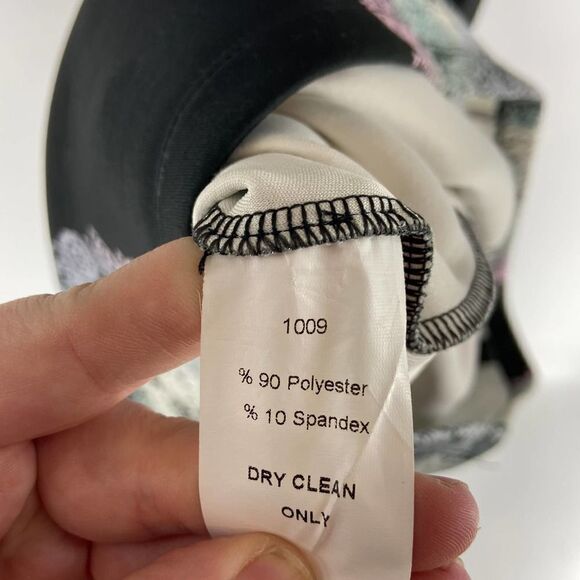 1009
% 90 Polyester
% 10 Spandex
DRY CLEAN
ONLY